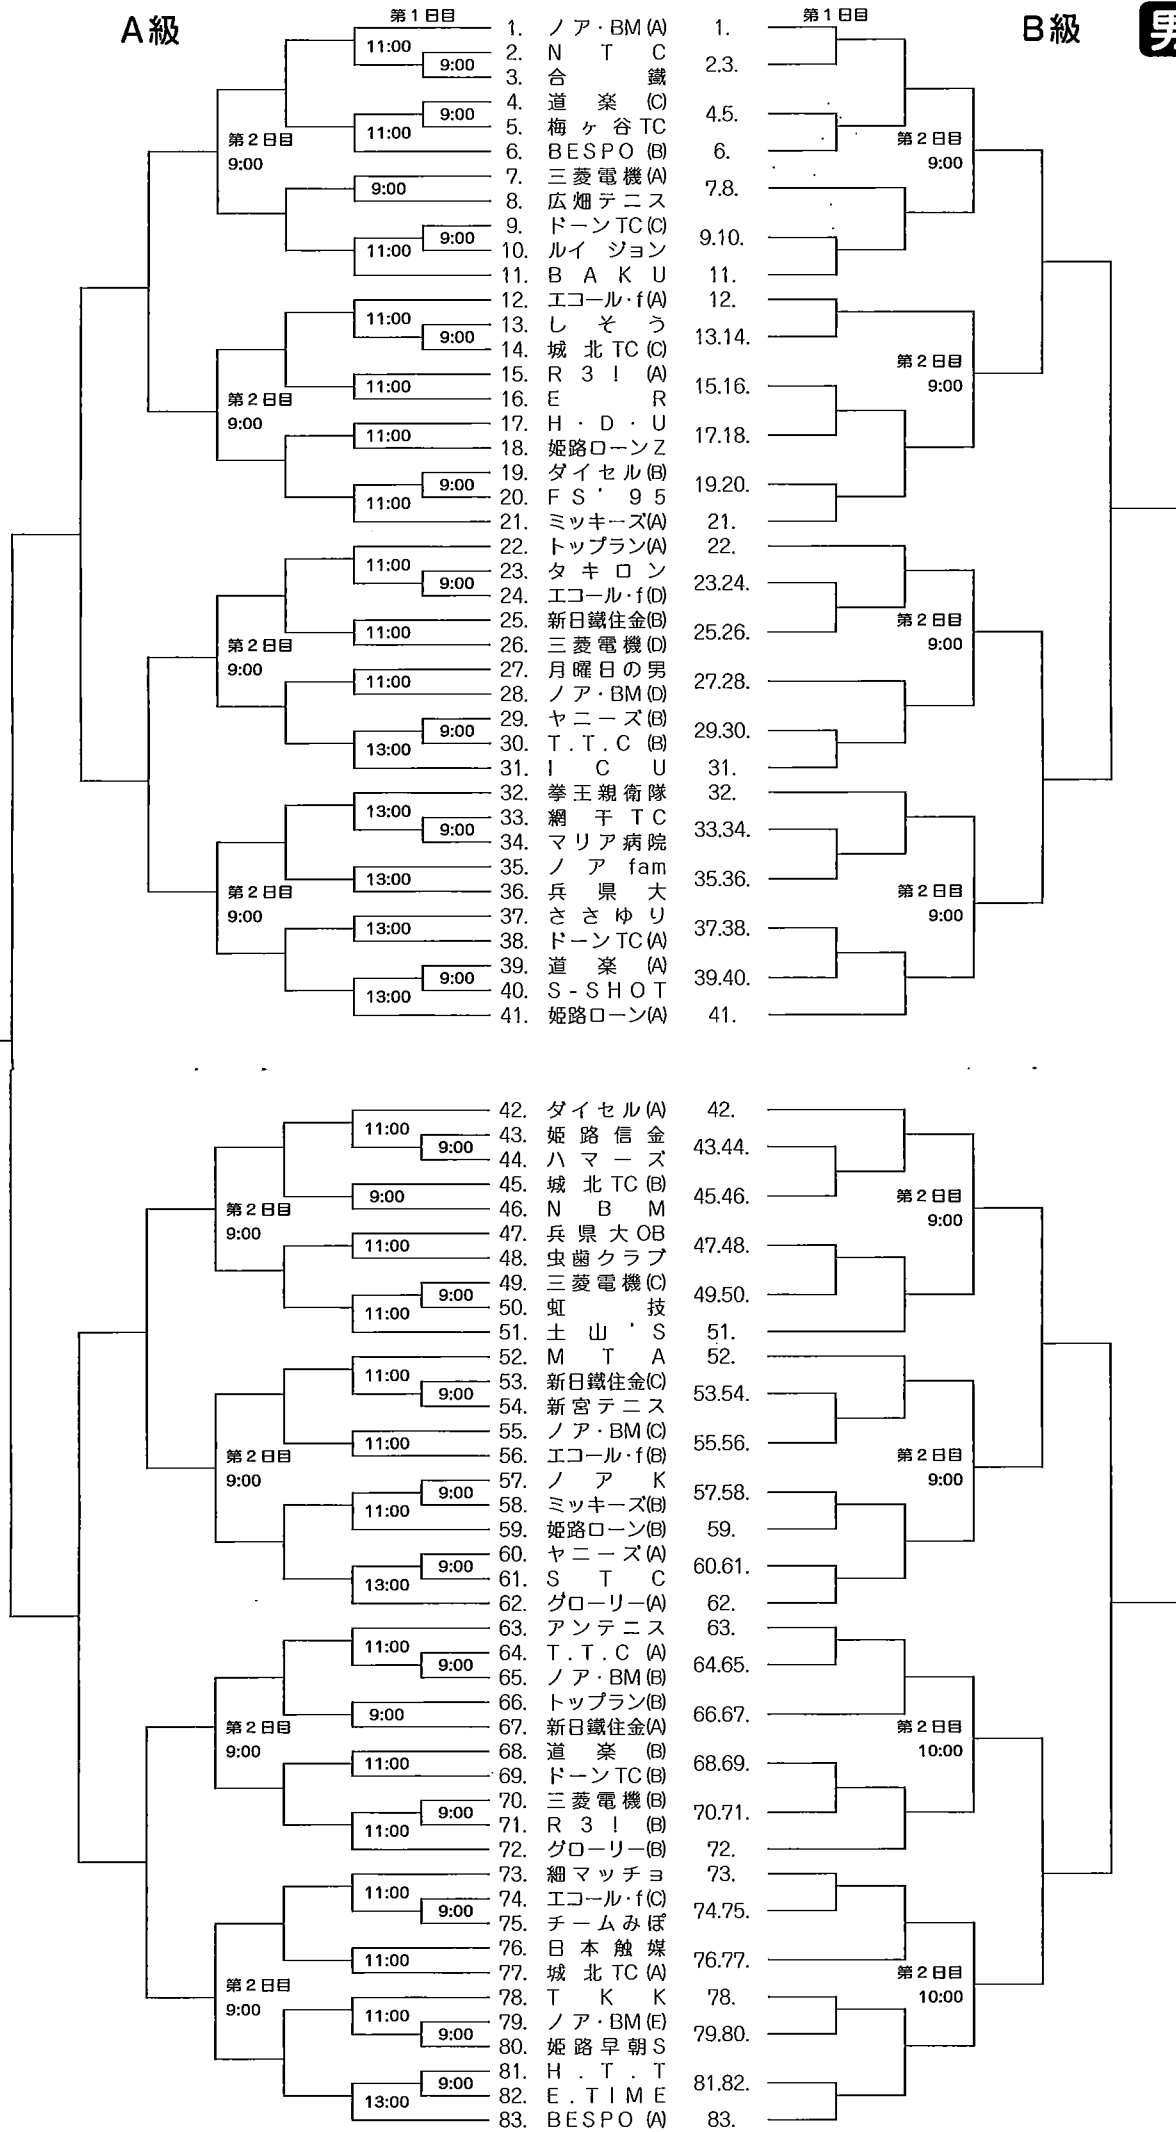 A級
第1日目
第1日目
B級
男
1. ノア・BM(A) 1.
11:00
2. N T C
9:00
2.3.
3. 合 鐵
4. 道 楽 (C)
9:00
4.5.
5. 梅ヶ谷TC
11:00
第2日目
9:00
第2日目
9:00
6. BESPO (B) 6.
7. 三菱電機(A)
9:00
7.8.
8. 広畑テニス
9. ドーンTC(C)
9:00
9.10.
10. ルイ ジョン
11:00
11. B A K U 11.
12. エコール・f(A) 12.
11:00
13. し そ う
9:00
13.14.
14. 城北TC(C)
第2日目
9:00
15. R 3 ! (A)
11:00
15.16.
16. E R
第2日目
9:00
17. H・D・U
11:00
17.18.
18. 姫路ローンZ
19. ダイセル(B)
9:00
19.20.
20. FS'95
11:00
21. ミッキーズ(A) 21.
22. トップラン(A) 22.
11:00
23. タキロン
9:00
23.24.
24. エコール・f(D)
25. 新日鐵住金(B)
11:00
25.26.
第2日目
9:00
26. 三菱電機(D)
第2日目
9:00
27. 月曜日の男
11:00
27.28.
28. ノア・BM(D)
29. ヤニーズ(B)
9:00
29.30.
30. T.T.C (B)
13:00
31. I C U 31.
32. 拳王親衛隊 32.
13:00
33. 網干TC
9:00
33.34.
34. マリア病院
35. ノア fam
13:00
35.36.
36. 兵県大
第2日目
9:00
第2日目
9:00
37. ささゆり
13:00
37.38.
38. ドーンTC(A)
39. 道 楽 (A)
9:00
39.40.
40. S-SHOT
13:00
41. 姫路ローン(A) 41.
42. ダイセル(A) 42.
11:00
43. 姫路信金
9:00
43.44.
44. ハマーズ
45. 城北TC(B)
9:00
45.46.
46. N B M
第2日目
9:00
第2日目
9:00
47. 兵県大OB
11:00
47.48.
48. 虫歯クラブ
49. 三菱電機(C)
9:00
49.50.
50. 虹 技
11:00
51. 土山'S 51.
52. M T A 52.
11:00
53. 新日鐵住金(C)
9:00
53.54.
54. 新宮テニス
55. ノア・BM(C)
11:00
55.56.
56. エコール・f(B)
第2日目
9:00
第2日目
9:00
57. ノ ア K
9:00
57.58.
58. ミッキーズ(B)
11:00
59. 姫路ローン(B) 59.
60. ヤニーズ(A)
9:00
60.61.
61. S T C
13:00
62. グローリー(A) 62.
63. アンテニス 63.
11:00
64. T.T.C (A)
9:00
64.65.
65. ノア・BM(B)
66. トップラン(B)
9:00
66.67.
67. 新日鐵住金(A)
第2日目
9:00
第2日目
10:00
68. 道 楽 (B)
11:00
68.69.
69. ドーンTC(B)
70. 三菱電機(B)
9:00
70.71.
71. R 3 ! (B)
11:00
72. グローリー(B) 72.
73. 細マッチョ 73.
11:00
74. エコール・f(C)
9:00
74.75.
75. チームみぽ
76. 日本触媒
11:00
76.77.
77. 城北TC(A)
第2日目
9:00
第2日目
10:00
78. T K K 78.
11:00
79. ノア・BM(E)
9:00
79.80.
80. 姫路早朝S
81. H.T.T
9:00
81.82.
82. E.TIME
13:00
83. BESPO (A) 83.